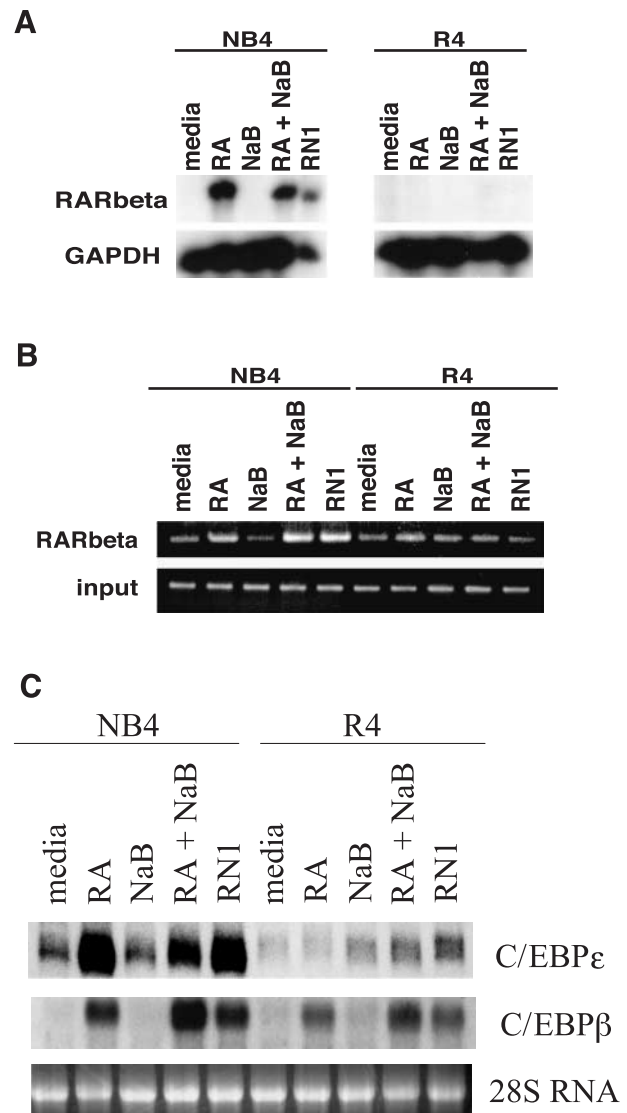 A
NB4 R4
media RA NaB RA + NaB RN1 media RA NaB RA + NaB RN1
RARbeta
GAPDH
B
NB4 R4
media RA NaB RA + NaB RN1 media RA NaB RA + NaB RN1
RARbeta
input
C
NB4 R4
media RA NaB RA + NaB RN1 media RA NaB RA + NaB RN1
C/EBPε
C/EBPβ
28S RNA